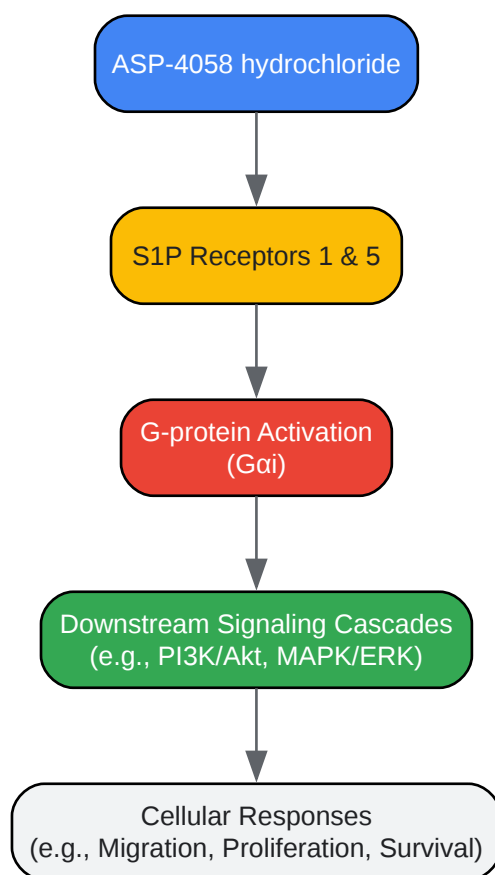 ASP-4058 hydrochloride
S1P Receptors 1 & 5
G-protein Activation
(Gαi)
Downstream Signaling Cascades
(e.g., PI3K/Akt, MAPK/ERK)
Cellular Responses
(e.g., Migration, Proliferation, Survival)